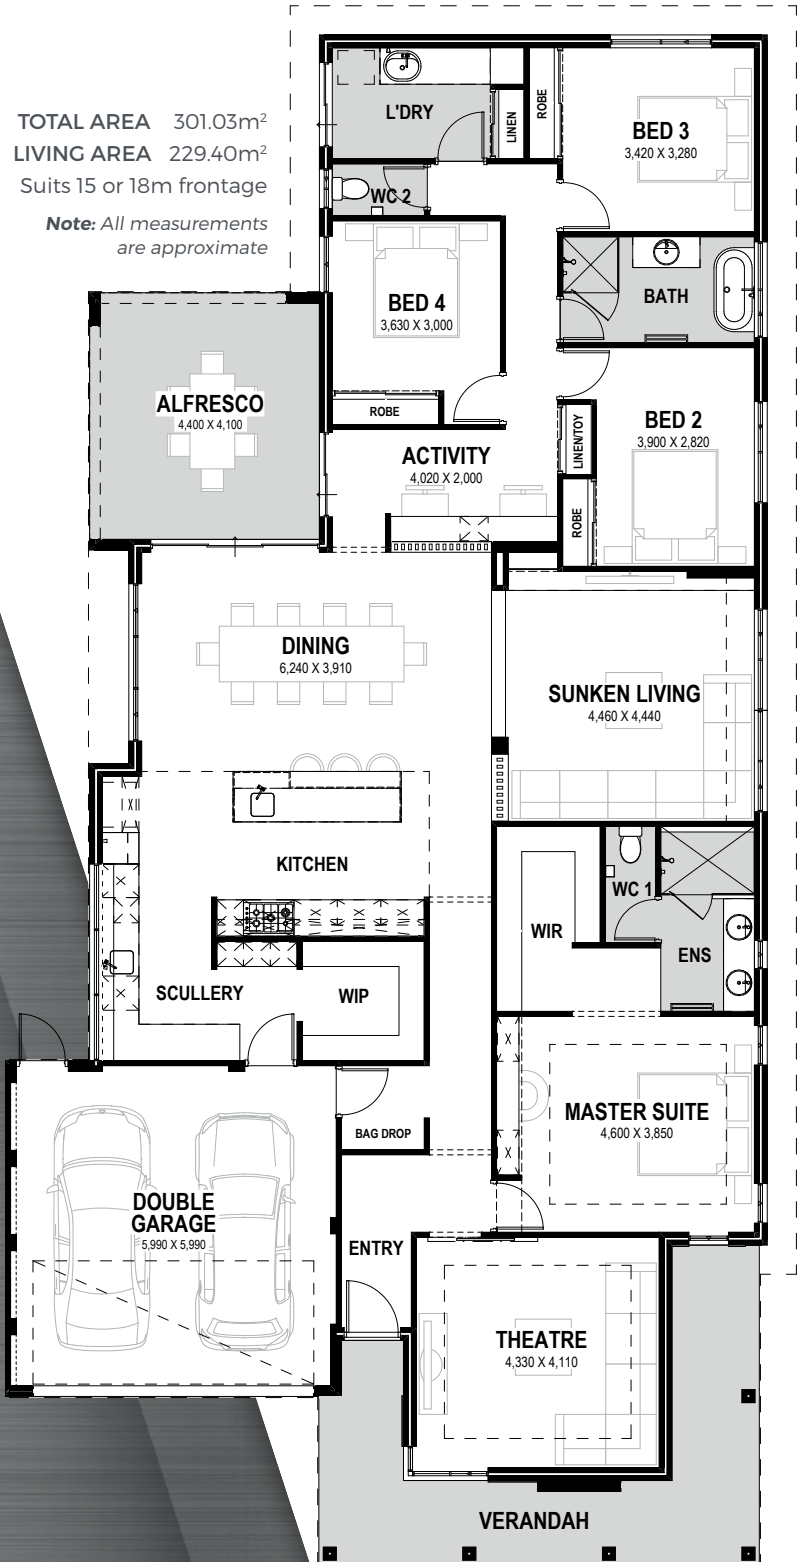 TOTAL AREA 301.03m²
LIVING AREA 229.40m²
Suits 15 or 18m frontage
Note: All measurements
are approximate
L'DRY
LINEN
ROBE
BED 3
3,420 X 3,280
WC 2
BED 4
3,630 X 3,000
ROBE
BATH
ALFRESCO
4,400 X 4,100
ACTIVITY
4,020 X 2,000
LINEN/TOY
BED 2
3,900 X 2,820
ROBE
DINING
6,240 X 3,910
SUNKEN LIVING
4,460 X 4,440
KITCHEN
WC 1
WIR
ENS
SCULLERY
WIP
MASTER SUITE
4,600 X 3,850
BAG DROP
DOUBLE
GARAGE
5,990 X 5,990
ENTRY
THEATRE
4,330 X 4,110
VERANDAH